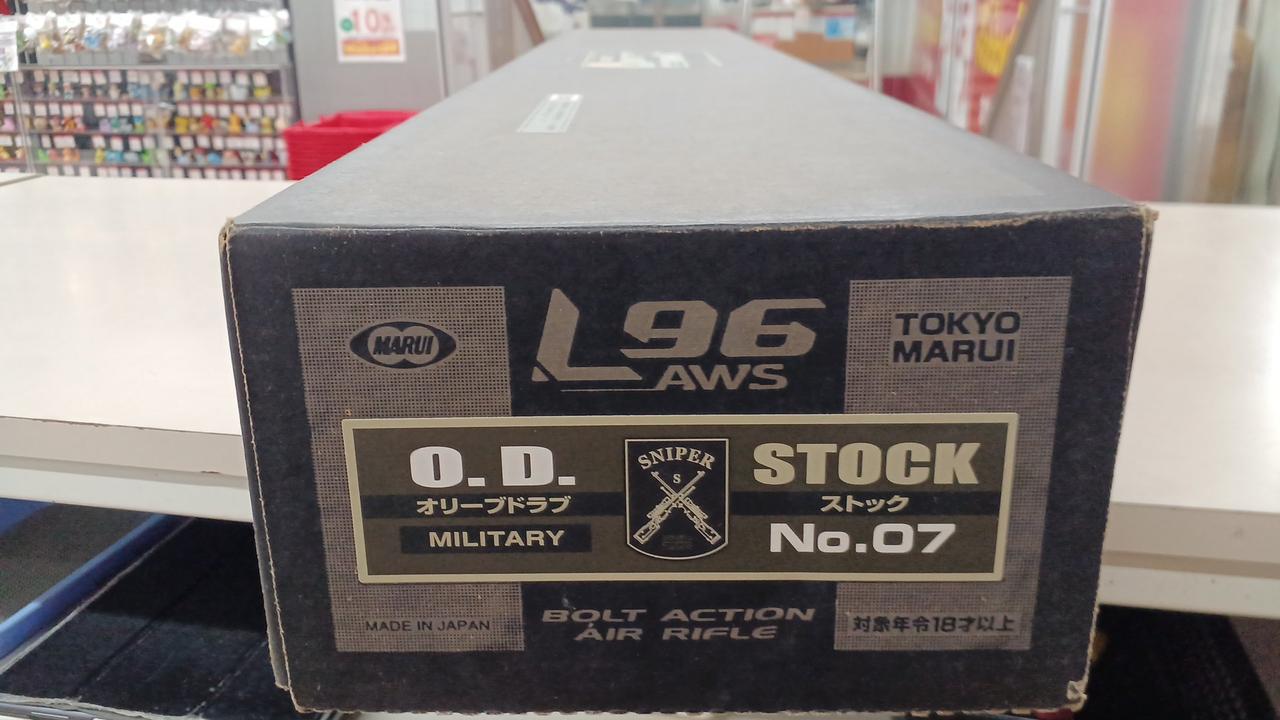 10%
MARUI
L96
AWS
TOKYO
MARUI
O. D.
オリーブドラブ
MILITARY
SNIPER
S
STOCK
ストック
No.07
MADE IN JAPAN
BOLT ACTION
AIR RIFLE
対象年令18才以上